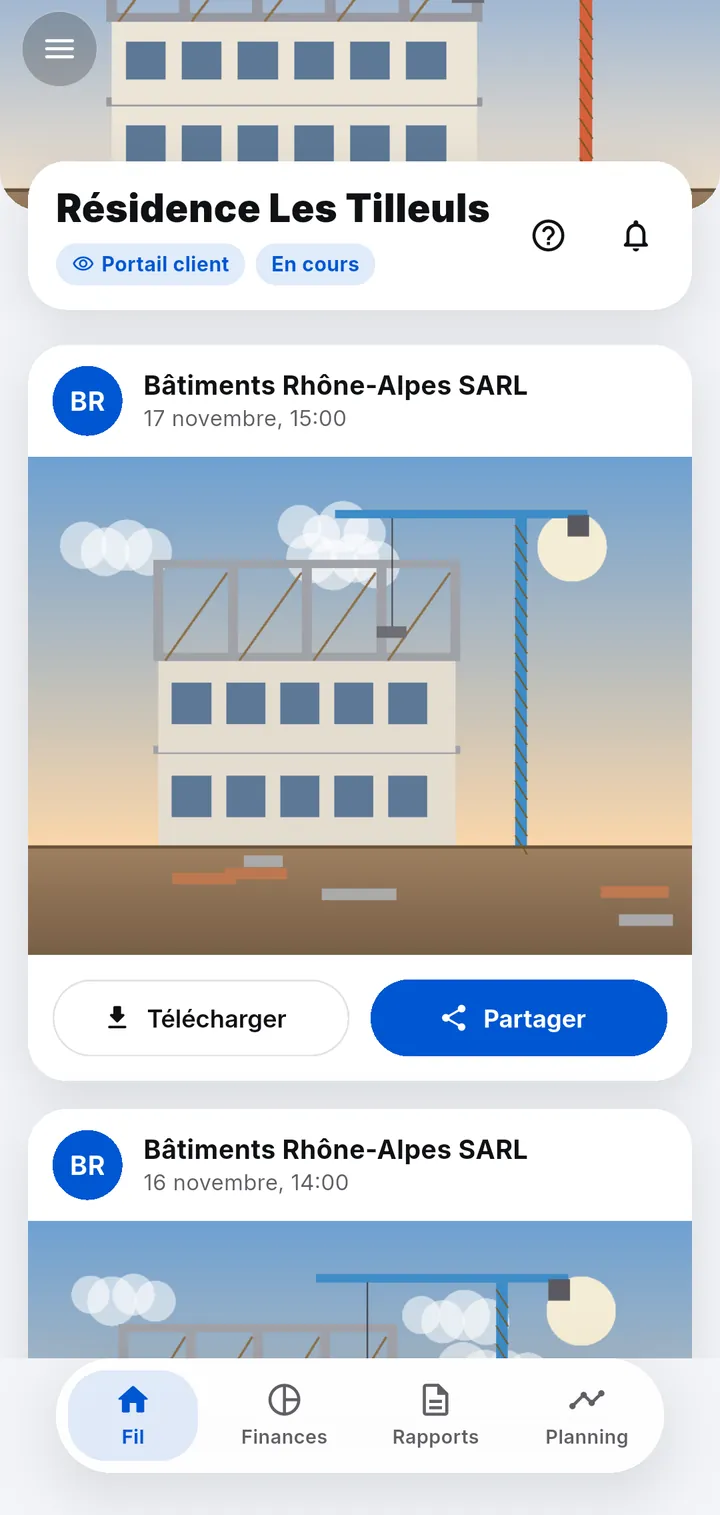 Résidence Les Tilleuls
Portail client
En cours
BR
Bâtiments Rhône-Alpes SARL
17 novembre, 15:00
Télécharger
Partager
BR
Bâtiments Rhône-Alpes SARL
16 novembre, 14:00
Fil
Finances
Rapports
Planning